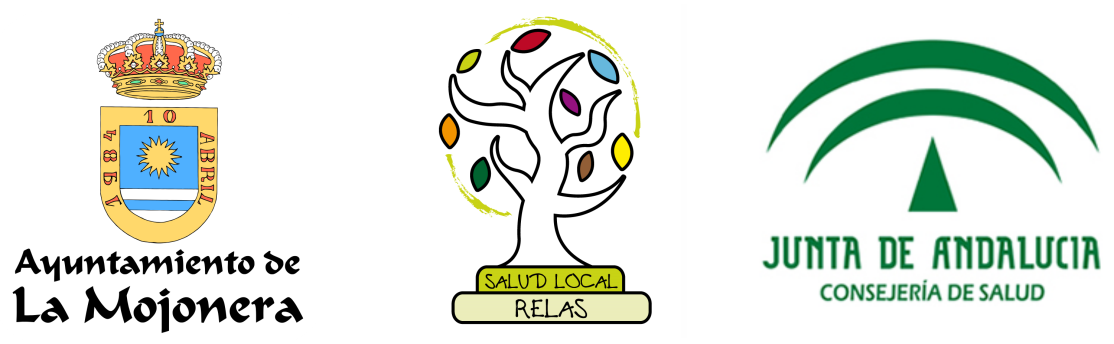 10 ABRIL 1984
Ayuntamiento de
La Mojonera
SALUD LOCAL
RELAS
JUNTA DE ANDALUCIA
CONSEJERÍA DE SALUD